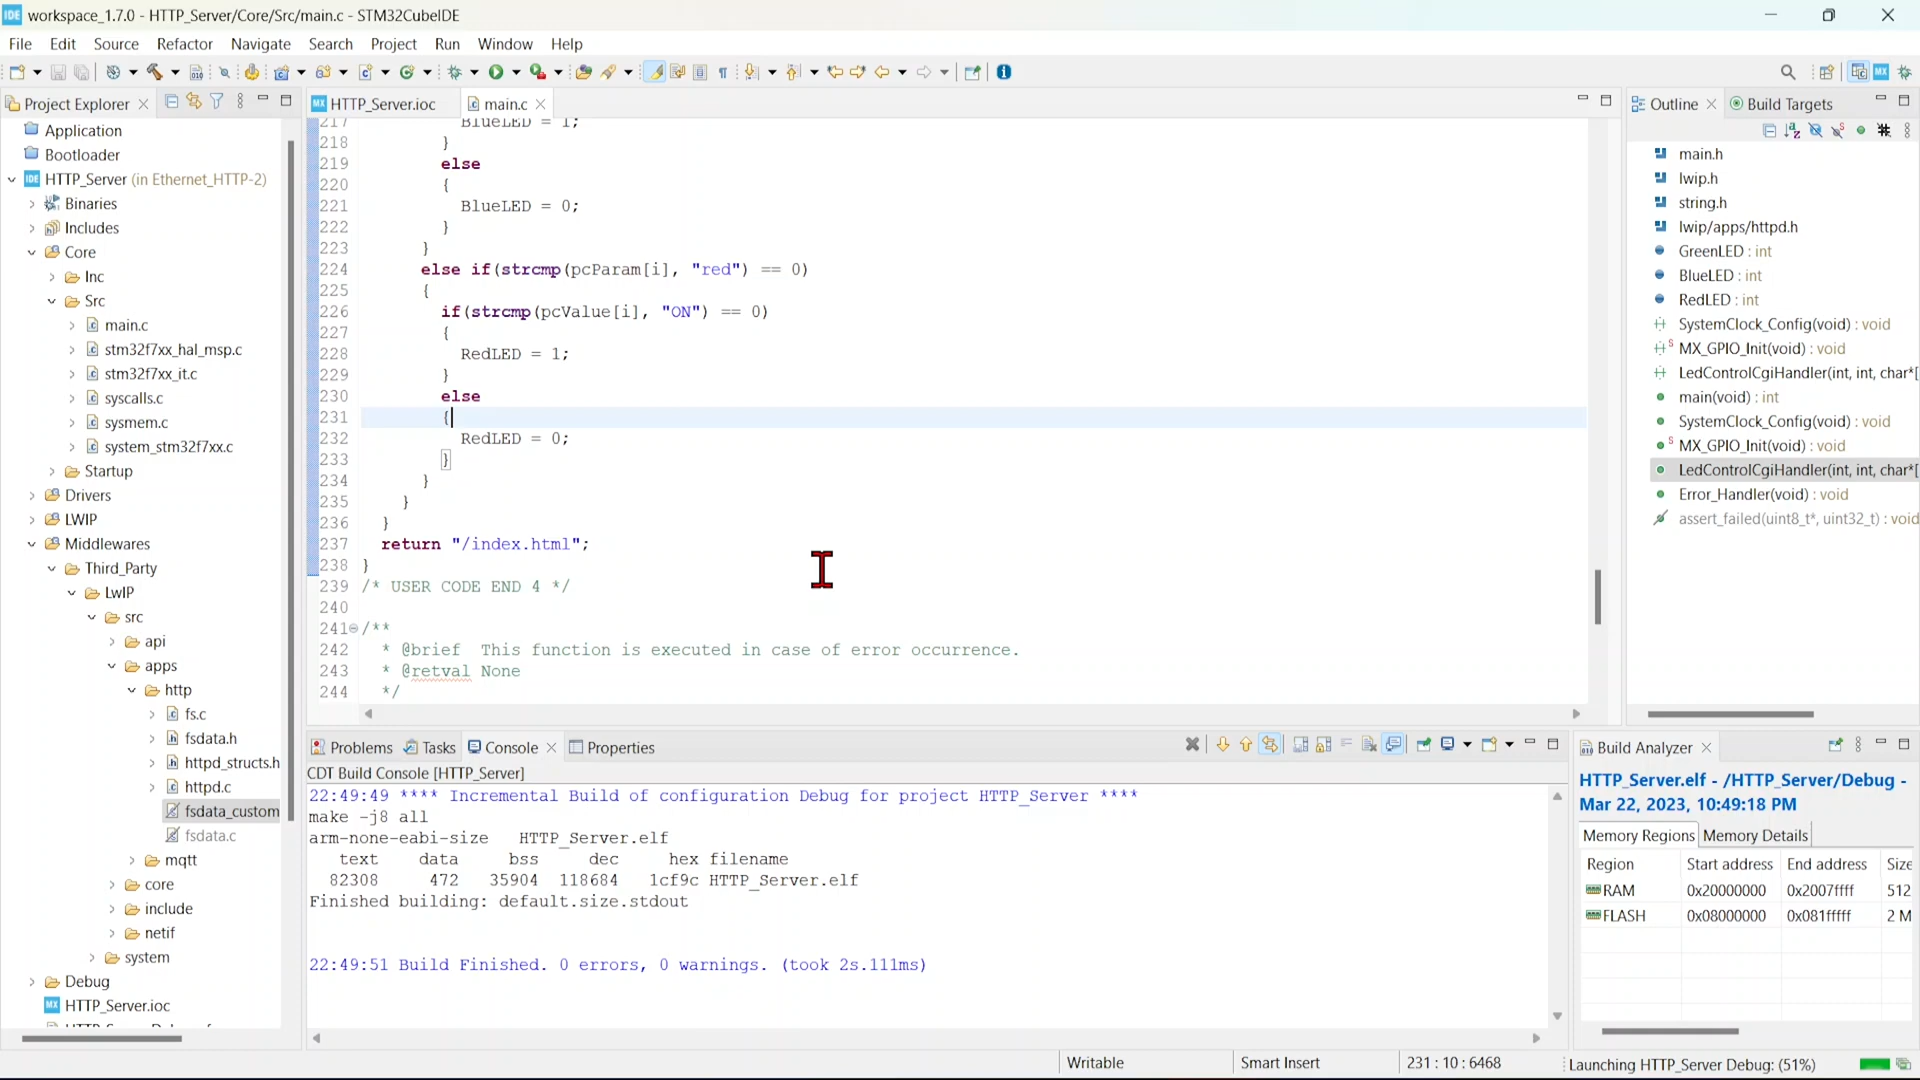 workspace_1.7.0 - HTTP_Server/Core/Src/main.c - STM32CubeIDE
File Edit Source Refactor Navigate Search Project Run Window Help
Project Explorer
Application
Bootloader
HTTP_Server (in Ethernet_HTTP-2)
Binaries
Includes
Core
Inc
Src
main.c
stm32f7xx_hal_msp.c
stm32f7xx_it.c
syscalls.c
sysmem.c
system_stm32f7xx.c
Startup
Drivers
LWIP
Middlewares
Third_Party
LwIP
src
api
apps
http
fs.c
fsdata.h
httpd_structs.h
httpd.c
fsdata_custom
fsdata.c
mqtt
core
include
netif
system
Debug
HTTP_Server.ioc
HTTP_Server.ioc main.c
217 BlueLED = 1;
218 }
219 else
220 {
221 BlueLED = 0;
222 }
223 }
224 else if(strcmp(pcParam[i], "red") == 0)
225 {
226 if(strcmp(pcValue[i], "ON") == 0)
227 {
228 RedLED = 1;
229 }
230 else
231 {
232 RedLED = 0;
233 }
234 }
235 }
236 }
237 return "/index.html";
238 }
239 /* USER CODE END 4 */
240
241 /**
242 * @brief This function is executed in case of error occurrence.
243 * @retval None
244 */
Outline Build Targets
main.h
lwip.h
string.h
lwip/apps/httpd.h
GreenLED : int
BlueLED : int
RedLED : int
SystemClock_Config(void) : void
MX_GPIO_Init(void) : void
LedControlCgiHandler(int, int, char*[
main(void) : int
SystemClock_Config(void) : void
MX_GPIO_Init(void) : void
LedControlCgiHandler(int, int, char*[
Error_Handler(void) : void
assert_failed(uint8_t*, uint32_t) : void
Problems Tasks Console Properties
CDT Build Console [HTTP_Server]
22:49:49 **** Incremental Build of configuration Debug for project HTTP_Server ****
make -j8 all
arm-none-eabi-size HTTP_Server.elf
text data bss dec hex filename
82308 472 35904 118684 1cf9c HTTP_Server.elf
Finished building: default.size.stdout
22:49:51 Build Finished. 0 errors, 0 warnings. (took 2s.111ms)
Build Analyzer
HTTP_Server.elf - /HTTP_Server/Debug -
Mar 22, 2023, 10:49:18 PM
Memory Regions Memory Details
Region Start address End address Size
RAM 0x20000000 0x2007ffff 512
FLASH 0x08000000 0x081fffff 2 M
Writable Smart Insert 231 : 10 : 6468 Launching HTTP_Server Debug: (51%)